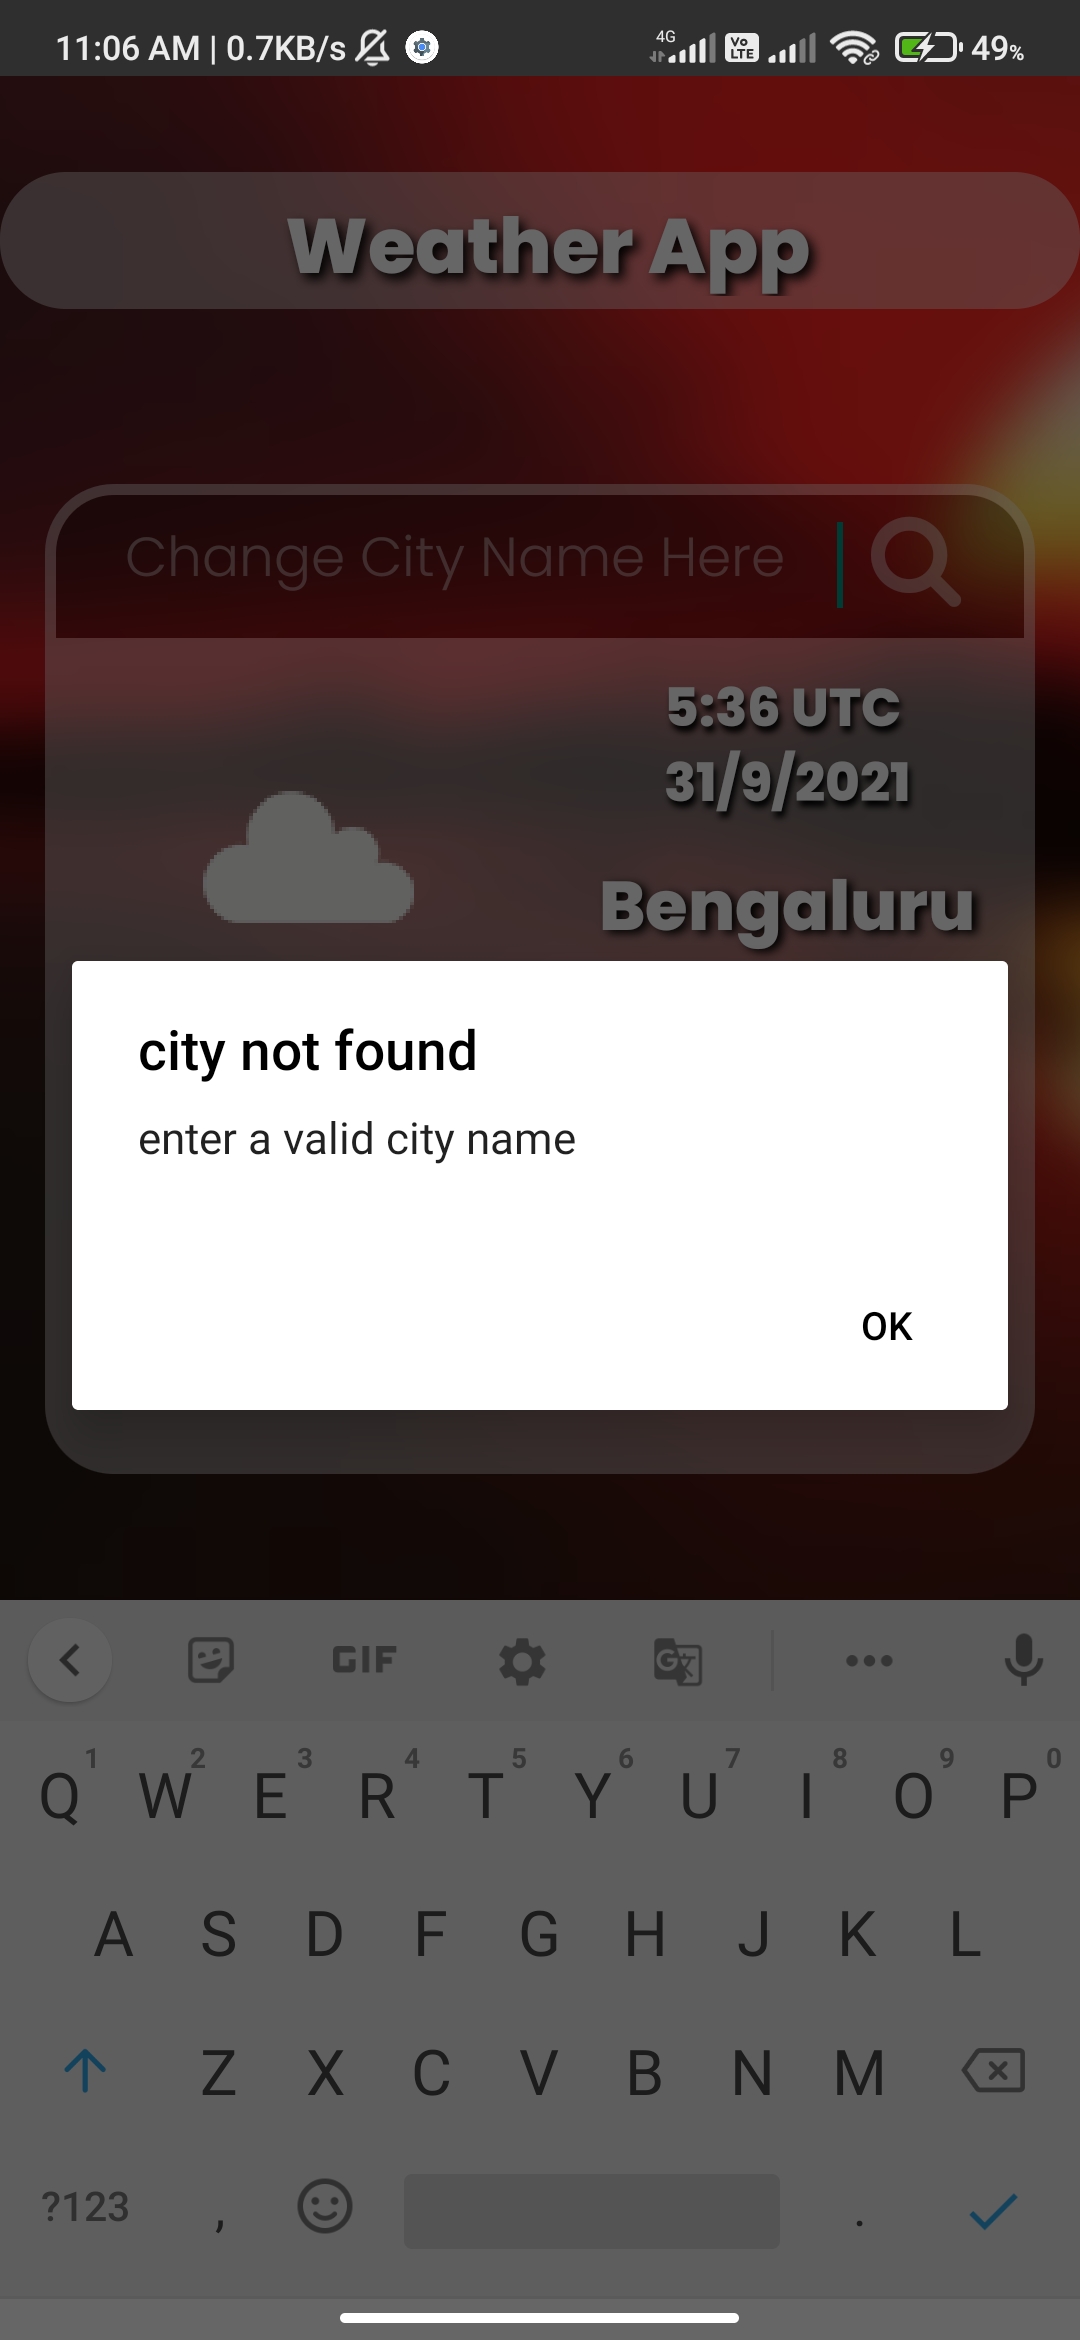 11:06 AM | 0.7KB/s 4G Vo LTE 49%
Weather App
Change City Name Here
5:36 UTC
31/9/2021
Bengaluru
city not found
enter a valid city name
OK
GIF G文
1 2 3 4 5 6 7 8 9 0
Q W E R T Y U I O P
A S D F G H J K L
Z X C V B N M
?123 , .